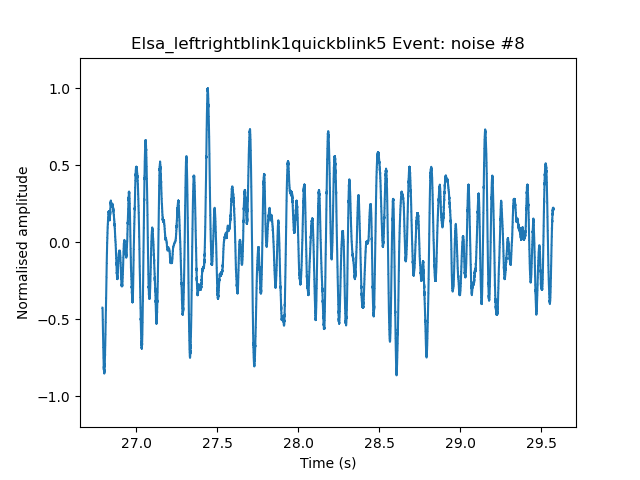 Elsa_leftrightblink1quickblink5 Event: noise #8
Normalised amplitude
1.0
0.5
0.0
−0.5
−1.0
27.0 27.5 28.0 28.5 29.0 29.5
Time (s)